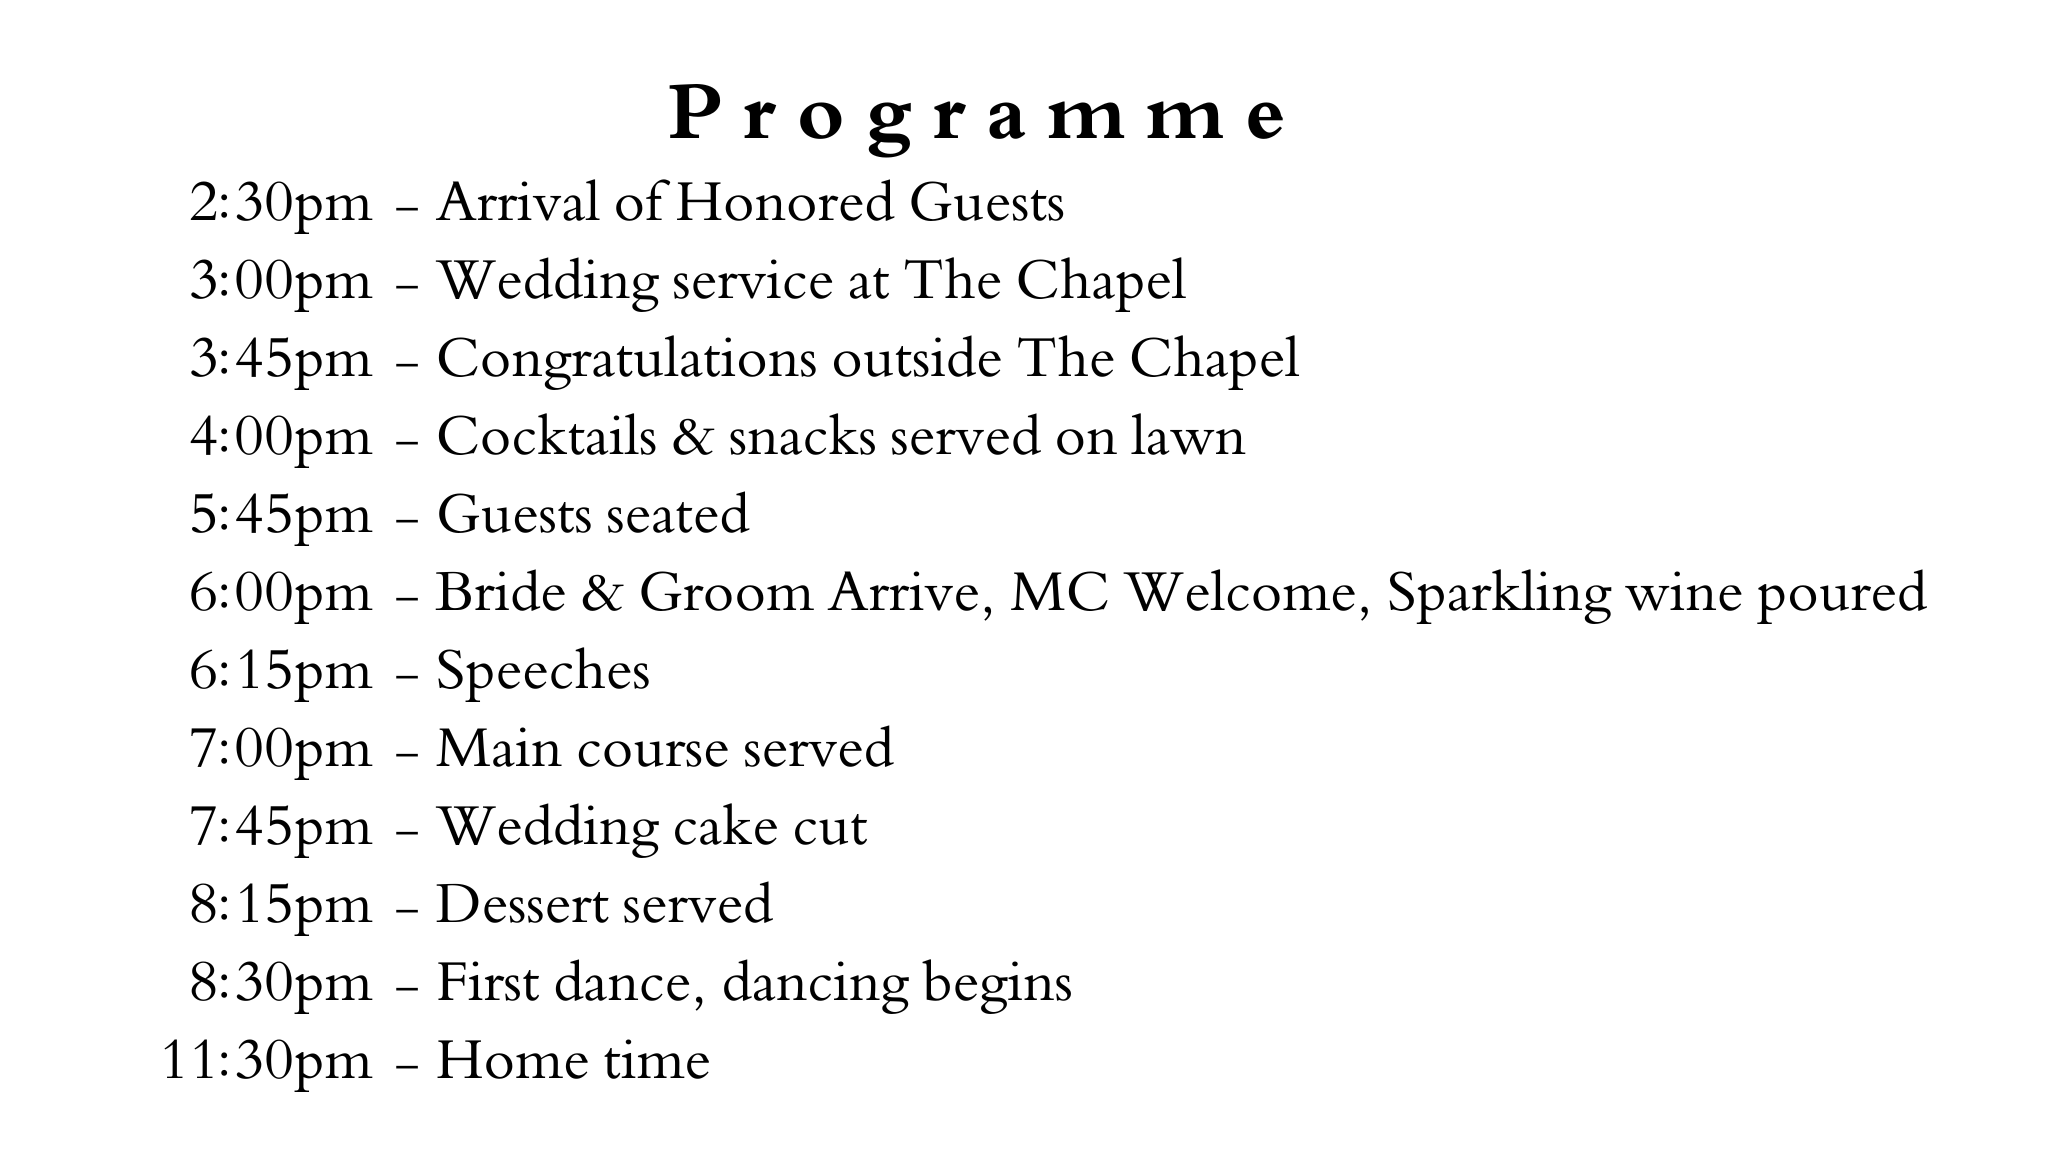 Programme
2:30pm – Arrival of Honored Guests
3:00pm – Wedding service at The Chapel
3:45pm – Congratulations outside The Chapel
4:00pm – Cocktails & snacks served on lawn
5:45pm – Guests seated
6:00pm – Bride & Groom Arrive, MC Welcome, Sparkling wine poured
6:15pm – Speeches
7:00pm – Main course served
7:45pm – Wedding cake cut
8:15pm – Dessert served
8:30pm – First dance, dancing begins
11:30pm – Home time